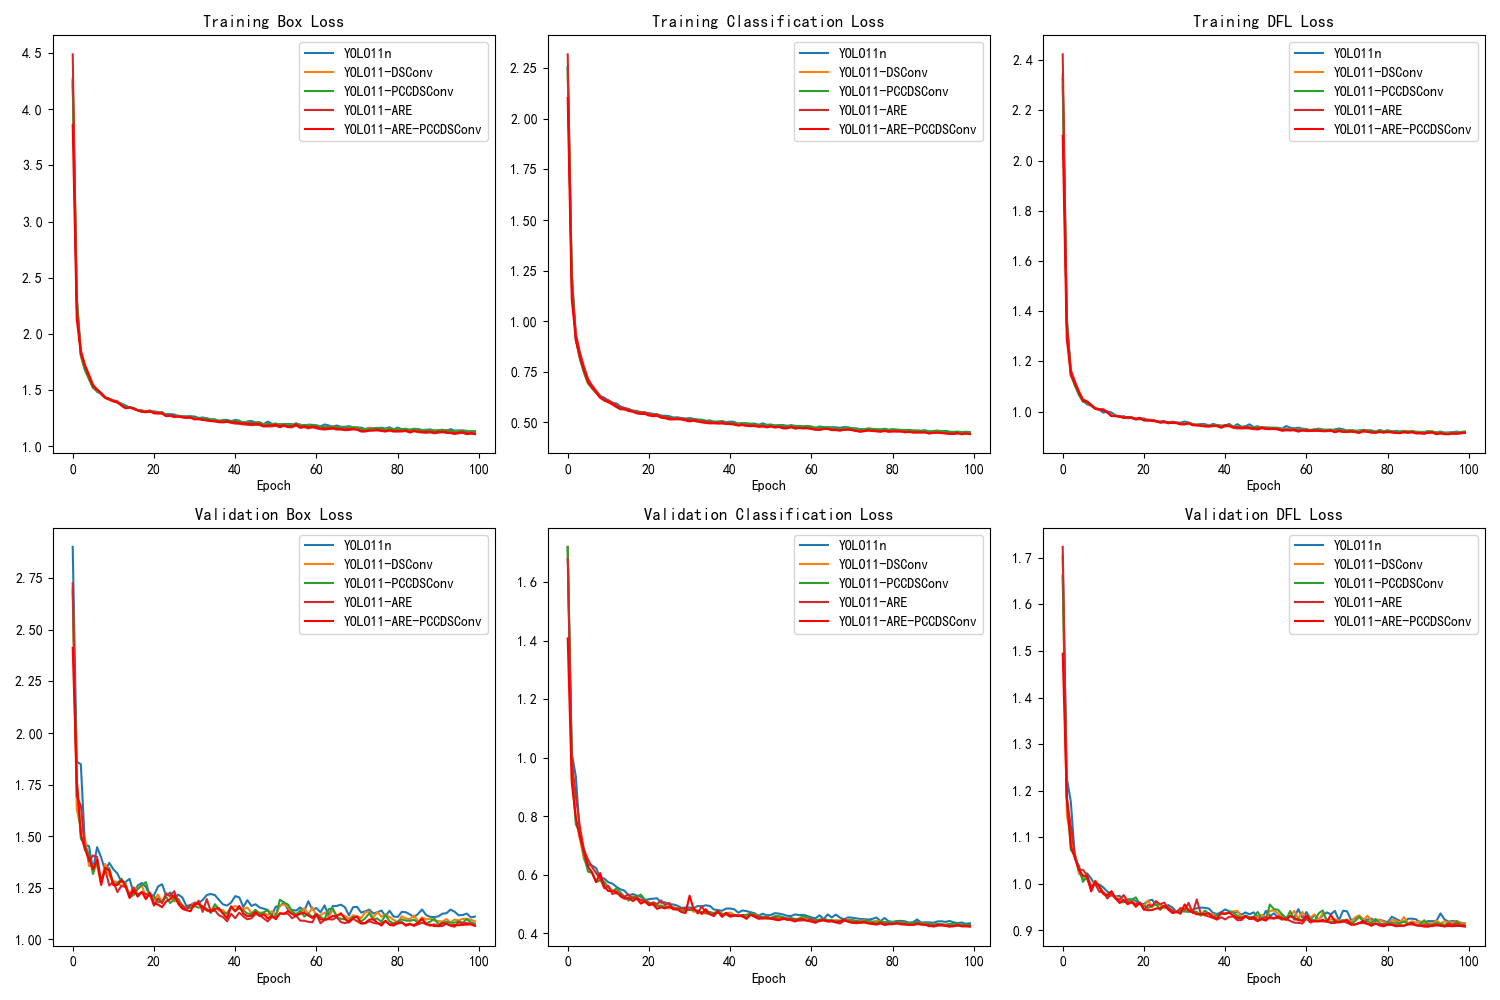 Training Box Loss
4.5
4.0
3.5
3.0
2.5
2.0
1.5
1.0
0 20 40 60 80 100
Epoch
YOLO11n
YOLO11-DSConv
YOLO11-PCCDSConv
YOLO11-ARE
YOLO11-ARE-PCCDSConv
Training Classification Loss
2.25
2.00
1.75
1.50
1.25
1.00
0.75
0.50
0 20 40 60 80 100
Epoch
YOLO11n
YOLO11-DSConv
YOLO11-PCCDSConv
YOLO11-ARE
YOLO11-ARE-PCCDSConv
Training DFL Loss
2.4
2.2
2.0
1.8
1.6
1.4
1.2
1.0
0 20 40 60 80 100
Epoch
YOLO11n
YOLO11-DSConv
YOLO11-PCCDSConv
YOLO11-ARE
YOLO11-ARE-PCCDSConv
Validation Box Loss
2.75
2.50
2.25
2.00
1.75
1.50
1.25
1.00
0 20 40 60 80 100
Epoch
YOLO11n
YOLO11-DSConv
YOLO11-PCCDSConv
YOLO11-ARE
YOLO11-ARE-PCCDSConv
Validation Classification Loss
1.6
1.4
1.2
1.0
0.8
0.6
0.4
0 20 40 60 80 100
Epoch
YOLO11n
YOLO11-DSConv
YOLO11-PCCDSConv
YOLO11-ARE
YOLO11-ARE-PCCDSConv
Validation DFL Loss
1.7
1.6
1.5
1.4
1.3
1.2
1.1
1.0
0.9
0 20 40 60 80 100
Epoch
YOLO11n
YOLO11-DSConv
YOLO11-PCCDSConv
YOLO11-ARE
YOLO11-ARE-PCCDSConv